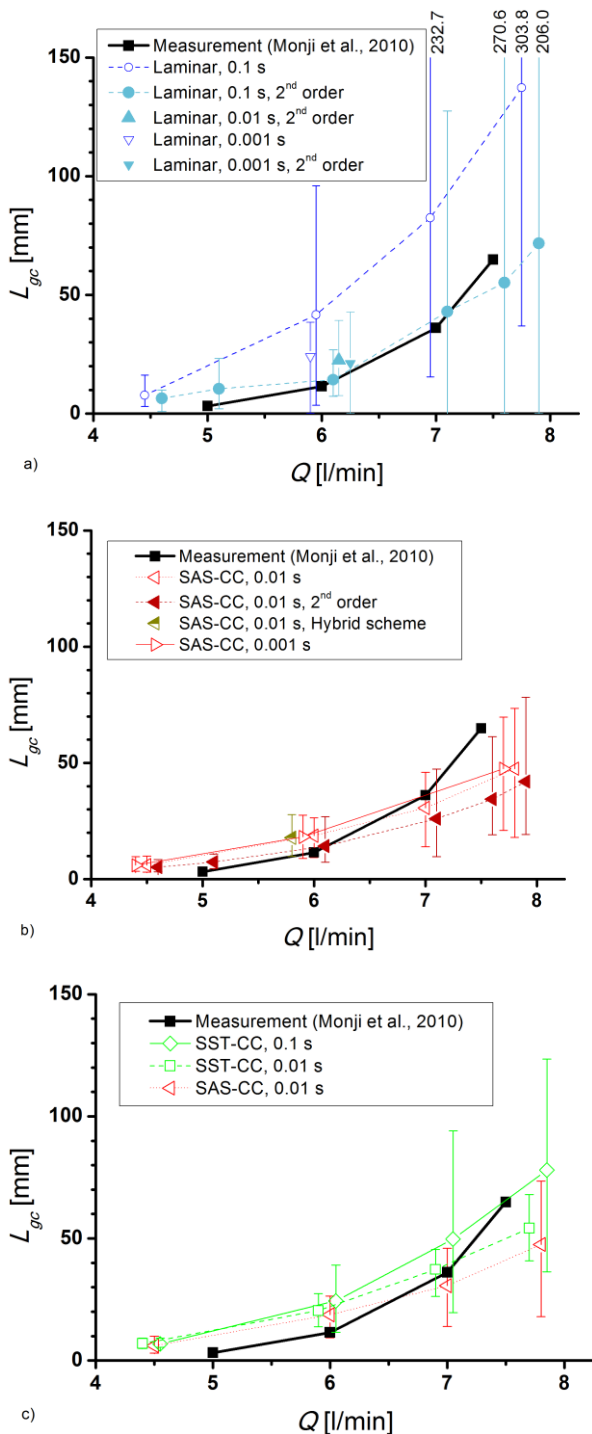 232.7
270.6
303.8
206.0
150
100
50
0
L_gc [mm]
Measurement (Monji et al., 2010)
Laminar, 0.1 s
Laminar, 0.1 s, 2nd order
Laminar, 0.01 s, 2nd order
Laminar, 0.001 s
Laminar, 0.001 s, 2nd order
4 5 6 7 8
Q [l/min]
a)
150
100
50
0
L_gc [mm]
Measurement (Monji et al., 2010)
SAS-CC, 0.01 s
SAS-CC, 0.01 s, 2nd order
SAS-CC, 0.01 s, Hybrid scheme
SAS-CC, 0.001 s
4 5 6 7 8
Q [l/min]
b)
150
100
50
0
L_gc [mm]
Measurement (Monji et al., 2010)
SST-CC, 0.1 s
SST-CC, 0.01 s
SAS-CC, 0.01 s
4 5 6 7 8
Q [l/min]
c)